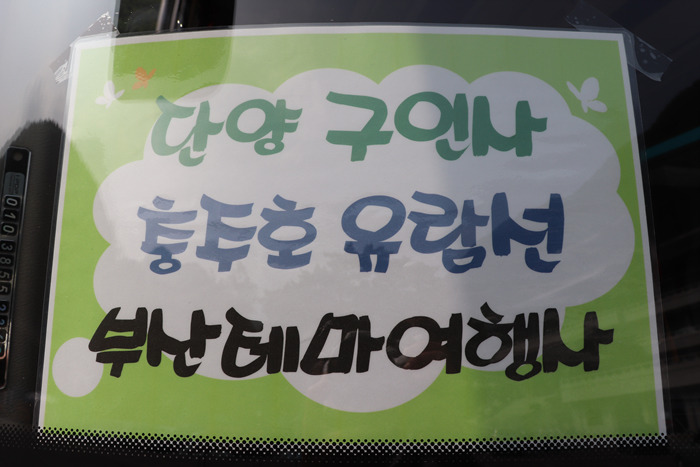 단양 구인사
충주호 유람선
부산테마여행사